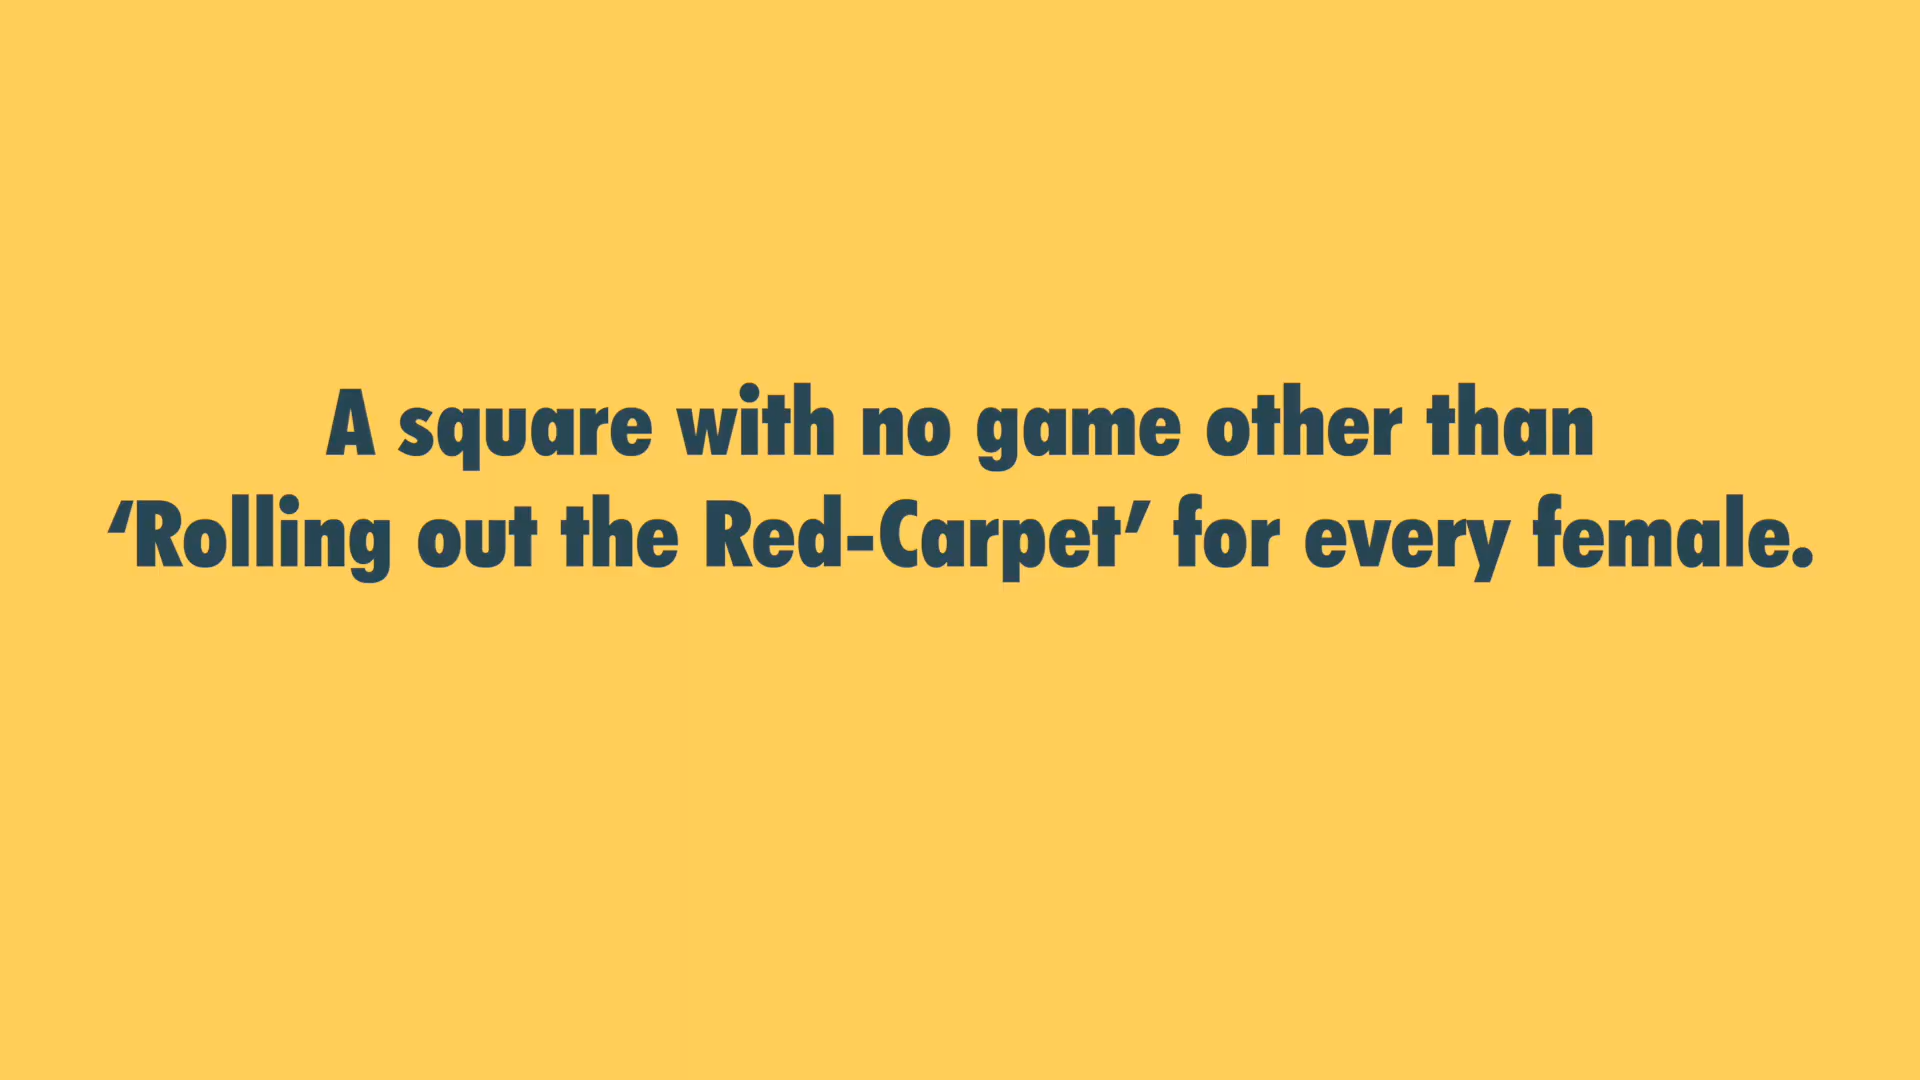 A square with no game other than
‘Rolling out the Red-Carpet’ for every female.